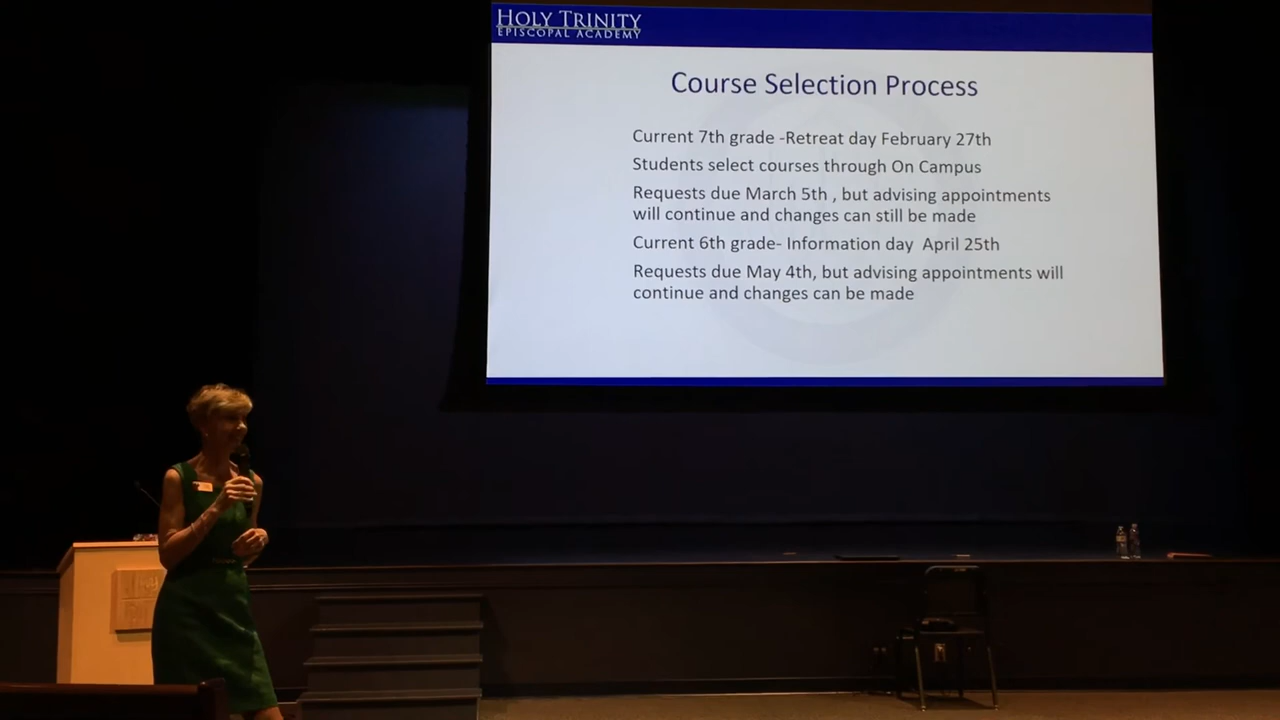 HOLY TRINITY
EPISCOPAL ACADEMY
Course Selection Process
Current 7th grade -Retreat day February 27th
Students select courses through On Campus
Requests due March 5th , but advising appointments
will continue and changes can still be made
Current 6th grade- Information day  April 25th
Requests due May 4th, but advising appointments will
continue and changes can be made